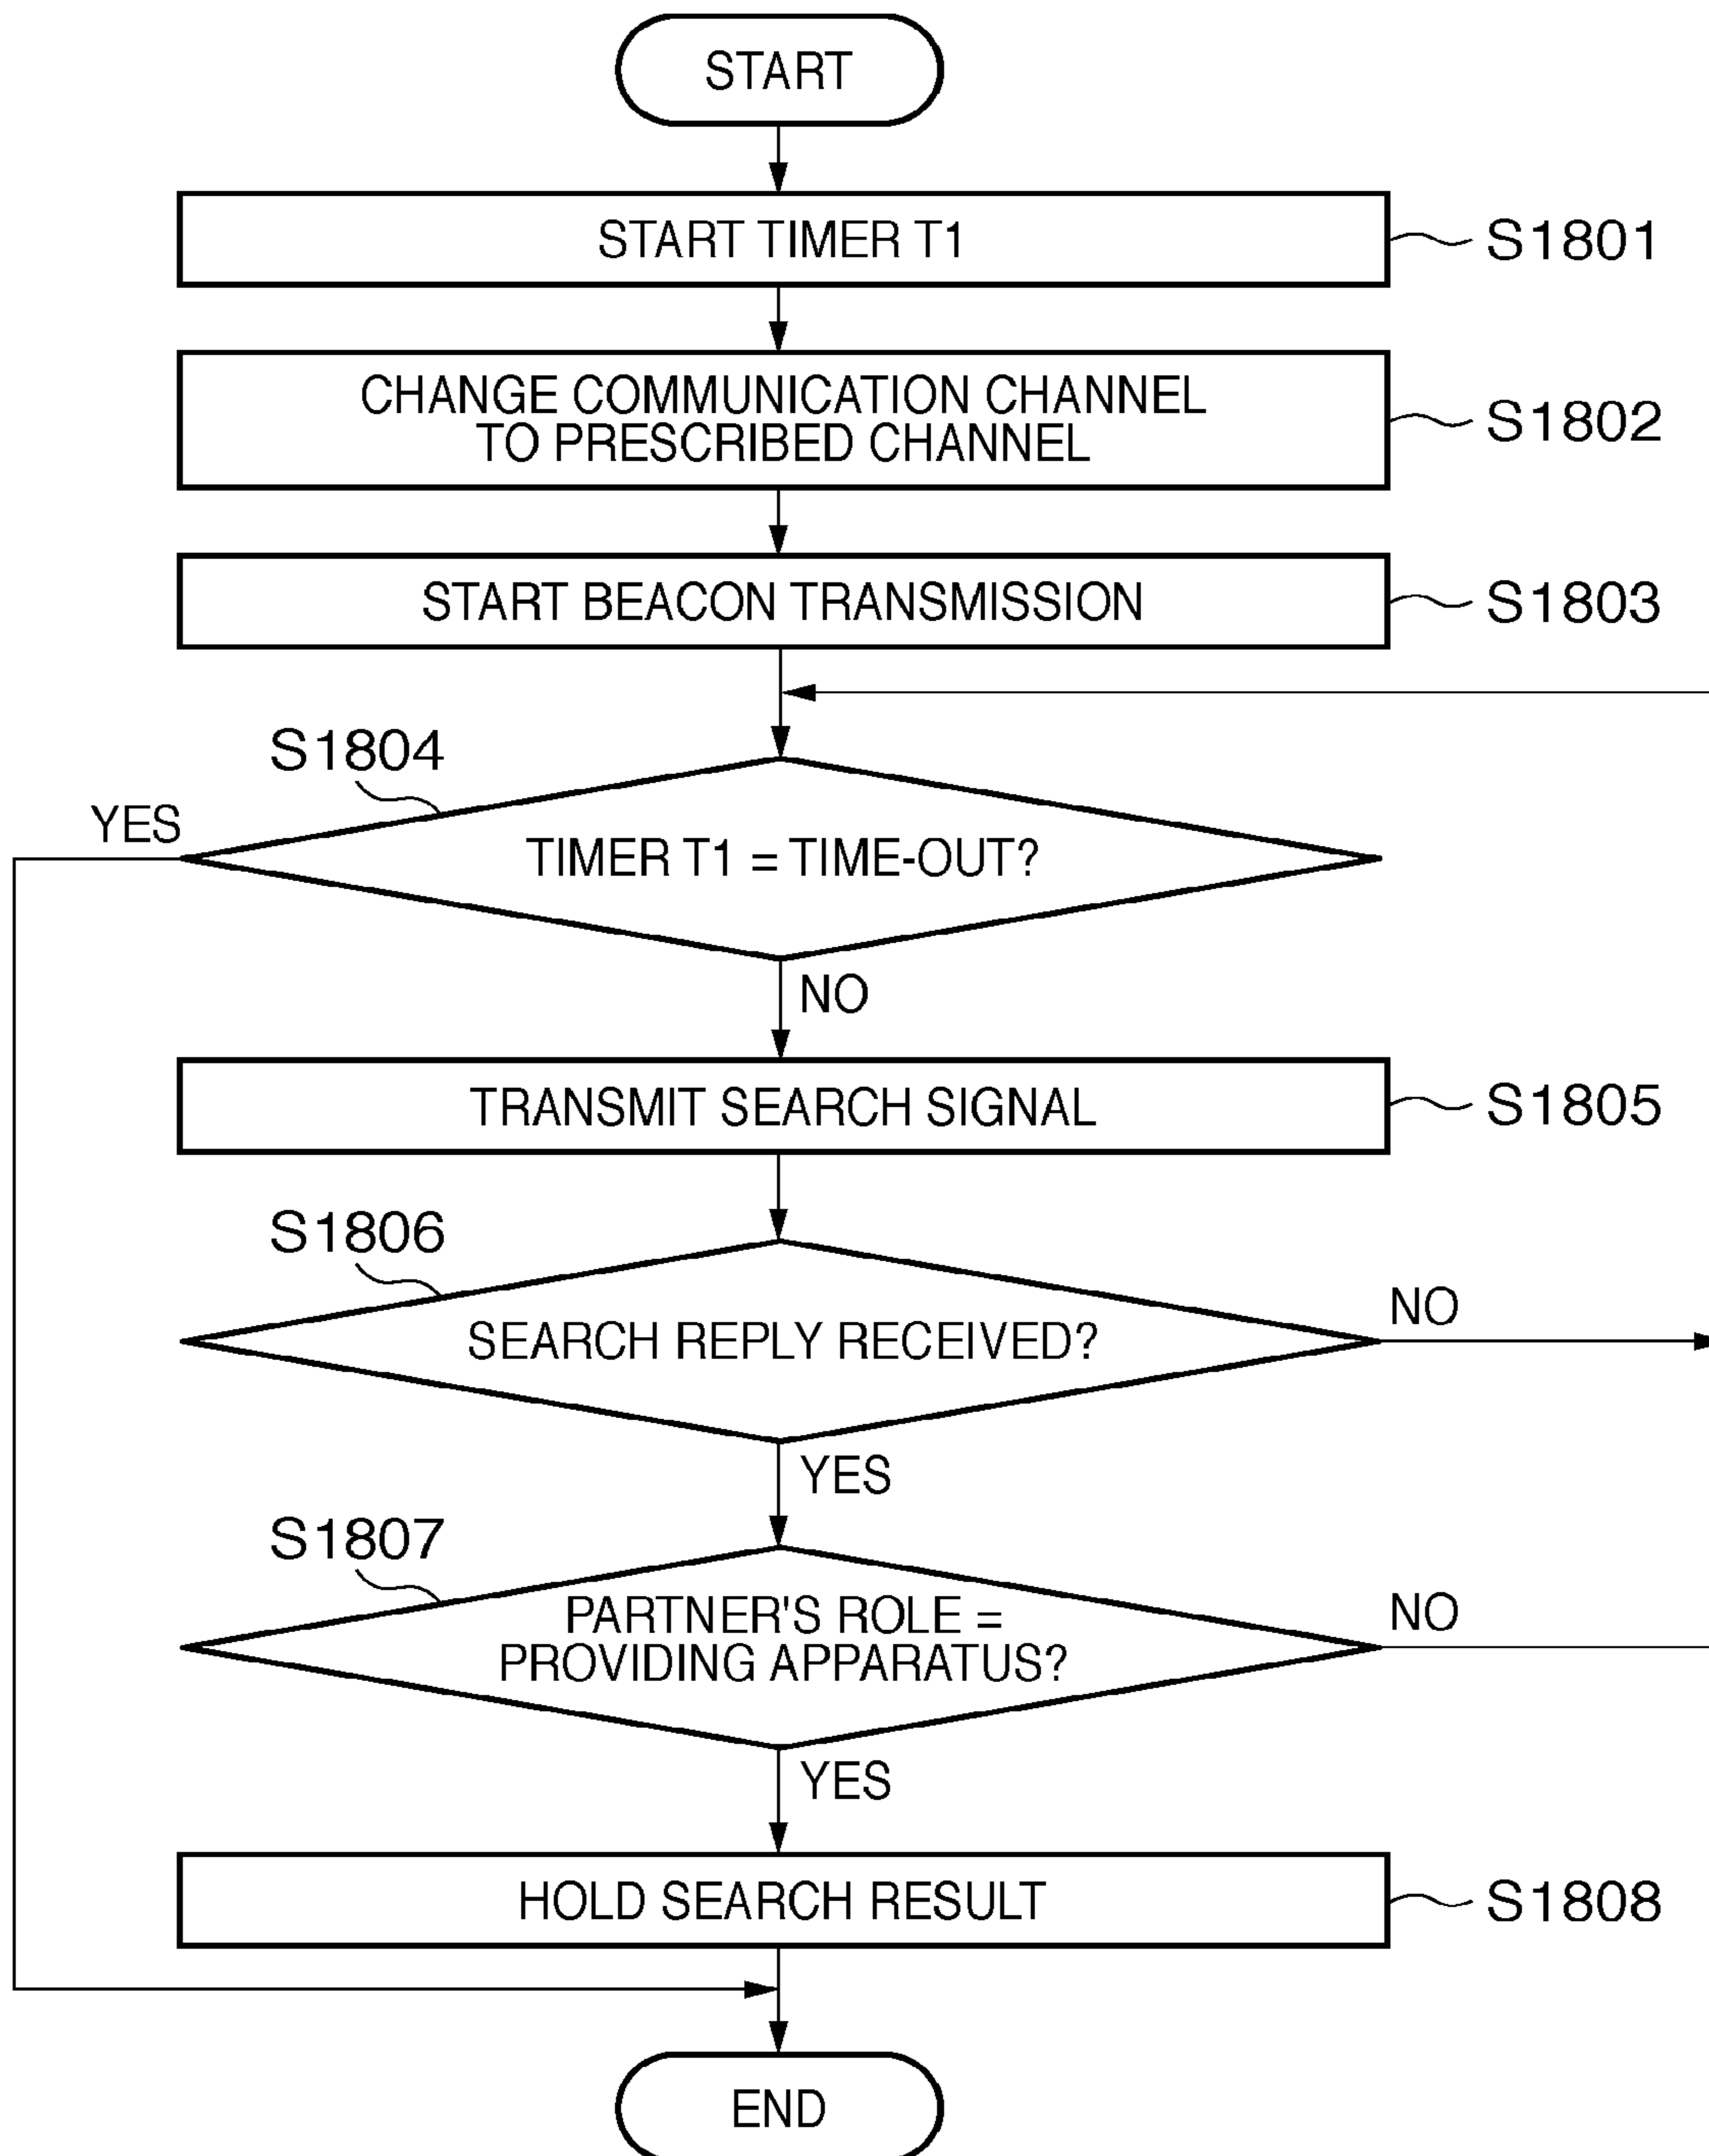 START
START TIMER T1
S1801
CHANGE COMMUNICATION CHANNEL
TO PRESCRIBED CHANNEL
S1802
START BEACON TRANSMISSION
S1803
S1804
YES
TIMER T1 = TIME-OUT?
NO
TRANSMIT SEARCH SIGNAL
S1805
S1806
SEARCH REPLY RECEIVED?
NO
YES
S1807
PARTNER'S ROLE =
PROVIDING APPARATUS?
NO
YES
HOLD SEARCH RESULT
S1808
END